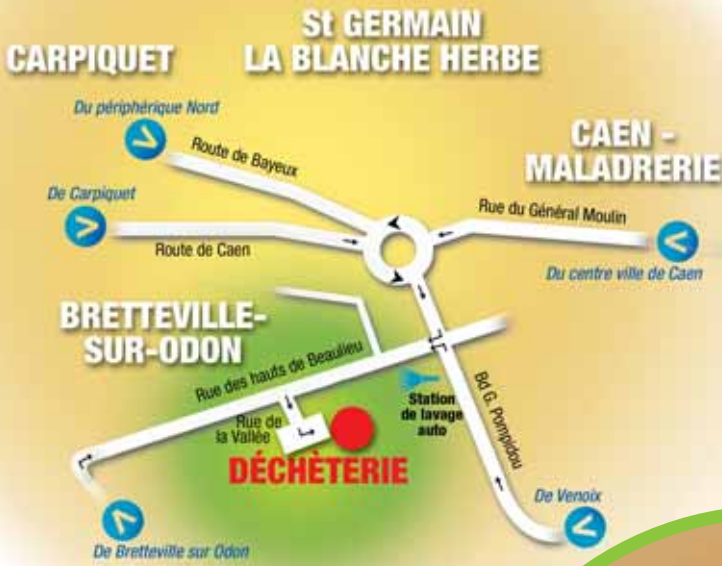 St GERMAIN
LA BLANCHE HERBE
CARPIQUET
Du périphérique Nord
Route de Bayeux
CAEN -
MALADRERIE
De Carpiquet
Rue du Général Moulin
Route de Caen
Du centre ville de Caen
BRETTEVILLE-
SUR-ODON
Rue des hauts de Beaulieu
Station
de lavage
auto
Bd G. Pompidou
Rue de
la Vallée
DÉCHÈTERIE
De Venoix
De Bretteville sur Odon